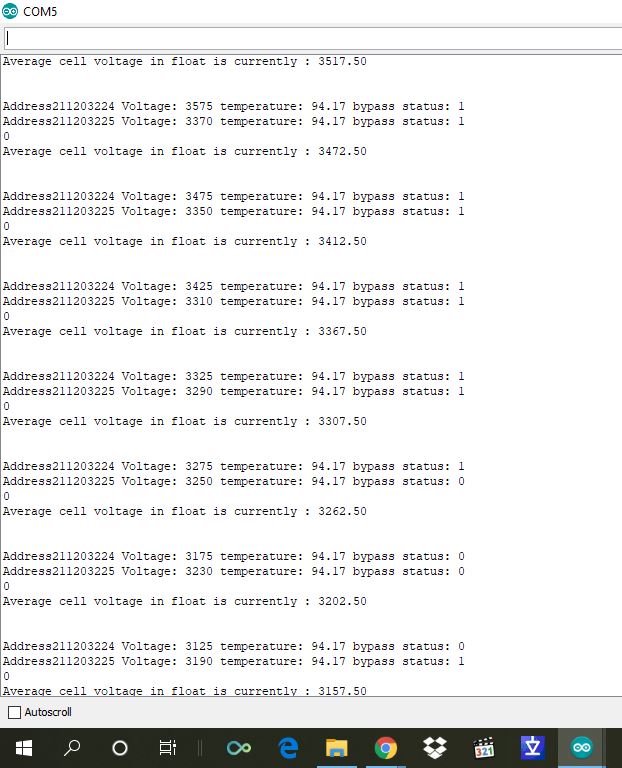 COM5
Average cell voltage in float is currently : 3517.50
Address211203224 Voltage: 3575 temperature: 94.17 bypass status: 1
Address211203225 Voltage: 3370 temperature: 94.17 bypass status: 1
0
Average cell voltage in float is currently : 3472.50
Address211203224 Voltage: 3475 temperature: 94.17 bypass status: 1
Address211203225 Voltage: 3350 temperature: 94.17 bypass status: 1
0
Average cell voltage in float is currently : 3412.50
Address211203224 Voltage: 3425 temperature: 94.17 bypass status: 1
Address211203225 Voltage: 3310 temperature: 94.17 bypass status: 1
0
Average cell voltage in float is currently : 3367.50
Address211203224 Voltage: 3325 temperature: 94.17 bypass status: 1
Address211203225 Voltage: 3290 temperature: 94.17 bypass status: 1
0
Average cell voltage in float is currently : 3307.50
Address211203224 Voltage: 3275 temperature: 94.17 bypass status: 1
Address211203225 Voltage: 3250 temperature: 94.17 bypass status: 0
0
Average cell voltage in float is currently : 3262.50
Address211203224 Voltage: 3175 temperature: 94.17 bypass status: 0
Address211203225 Voltage: 3230 temperature: 94.17 bypass status: 0
0
Average cell voltage in float is currently : 3202.50
Address211203224 Voltage: 3125 temperature: 94.17 bypass status: 0
Address211203225 Voltage: 3190 temperature: 94.17 bypass status: 1
0
Average cell voltage in float is currently : 3157.50
Autoscroll
321